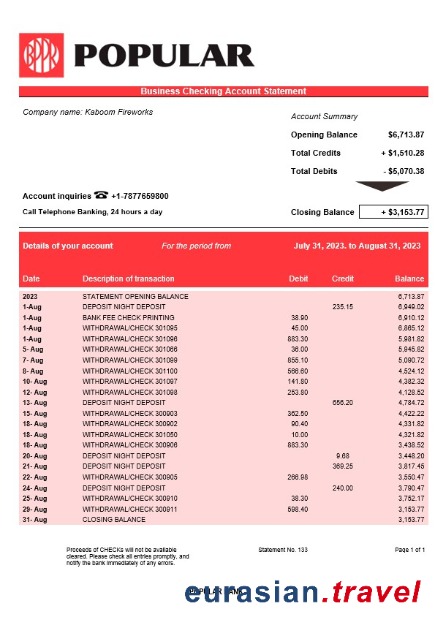 BPPR POPULAR
Business Checking Account Statement
Company name: Kaboom Fireworks
Account Summary
Opening Balance $6,713.87
Total Credits + $1,510.28
Total Debits - $5,070.38
Account inquiries ☎ +1-7877659800
Call Telephone Banking, 24 hours a day
Closing Balance + $3,153.77
Details of your account For the period from July 31, 2023. to August 31, 2023
Date Description of transaction Debit Credit Balance
2023 STATEMENT OPENING BALANCE 6,713.87
1-Aug DEPOSIT NIGHT DEPOSIT 235.15 6,949.02
1-Aug BANK FEE CHECK PRINTING 38.90 6,910.12
1-Aug WITHDRAWAL/CHECK 301095 45.00 6,865.12
1-Aug WITHDRAWAL/CHECK 301096 883.30 5,981.82
5- Aug WITHDRAWAL/CHECK 301066 36.00 5,945.82
7- Aug WITHDRAWAL/CHECK 301099 855.10 5,090.72
8- Aug WITHDRAWAL/CHECK 301100 566.60 4,524.12
10- Aug WITHDRAWAL/CHECK 301097 141.80 4,382.32
12- Aug WITHDRAWAL/CHECK 301098 253.80 4,128.52
13- Aug DEPOSIT NIGHT DEPOSIT 656.20 4,784.72
15- Aug WITHDRAWAL/CHECK 300903 362.50 4,422.22
18- Aug WITHDRAWAL/CHECK 300902 90.40 4,331.82
18- Aug WITHDRAWAL/CHECK 301050 10.00 4,321.82
18- Aug WITHDRAWAL/CHECK 300906 883.30 3,438.52
20- Aug DEPOSIT NIGHT DEPOSIT 9.68 3,448.20
21- Aug DEPOSIT NIGHT DEPOSIT 369.25 3,817.45
22- Aug WITHDRAWAL/CHECK 300905 266.98 3,550.47
24- Aug DEPOSIT NIGHT DEPOSIT 240.00 3,790.47
25- Aug WITHDRAWAL/CHECK 300910 38.30 3,752.17
29- Aug WITHDRAWAL/CHECK 300911 598.40 3,153.77
31- Aug CLOSING BALANCE 3,153.77
Proceeds of CHECKs will not be available
cleared. Please check all entries promptly, and
notify the bank immediately of any errors.
Statement No. 133
Page 1 of 1
POPULAR BANK
eurasian.travel